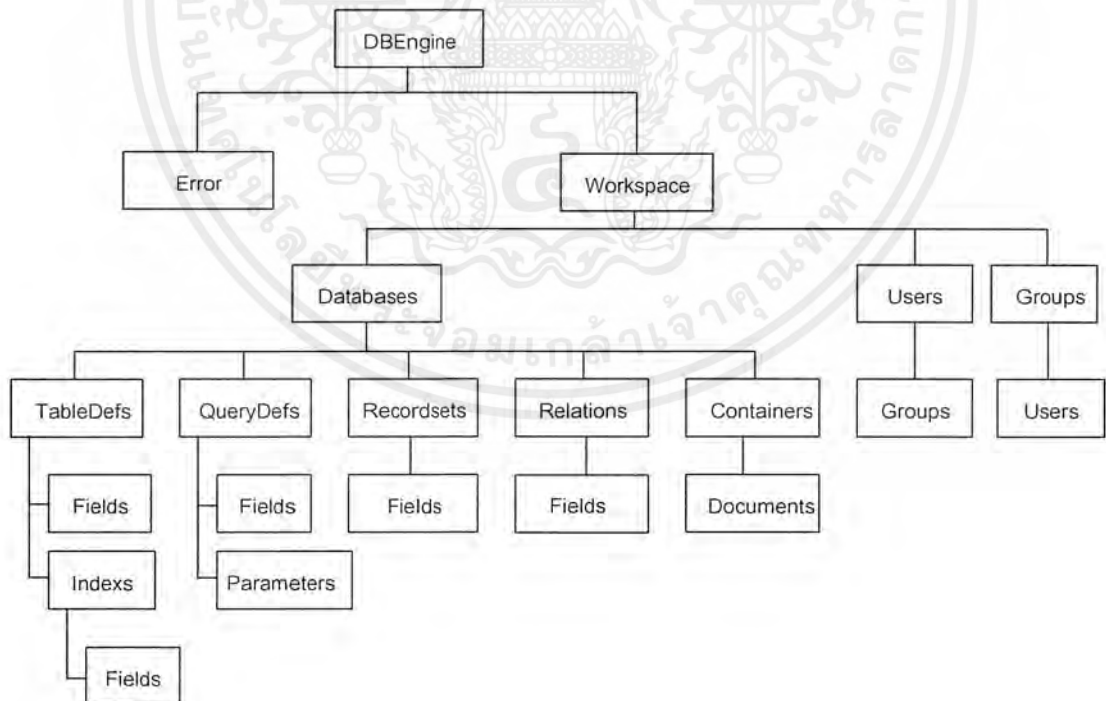 DBEngine
Error
Workspace
Databases
Users
Groups
TableDefs
QueryDefs
Recordsets
Relations
Containers
Groups
Users
Fields
Fields
Fields
Fields
Documents
Indexs
Parameters
Fields